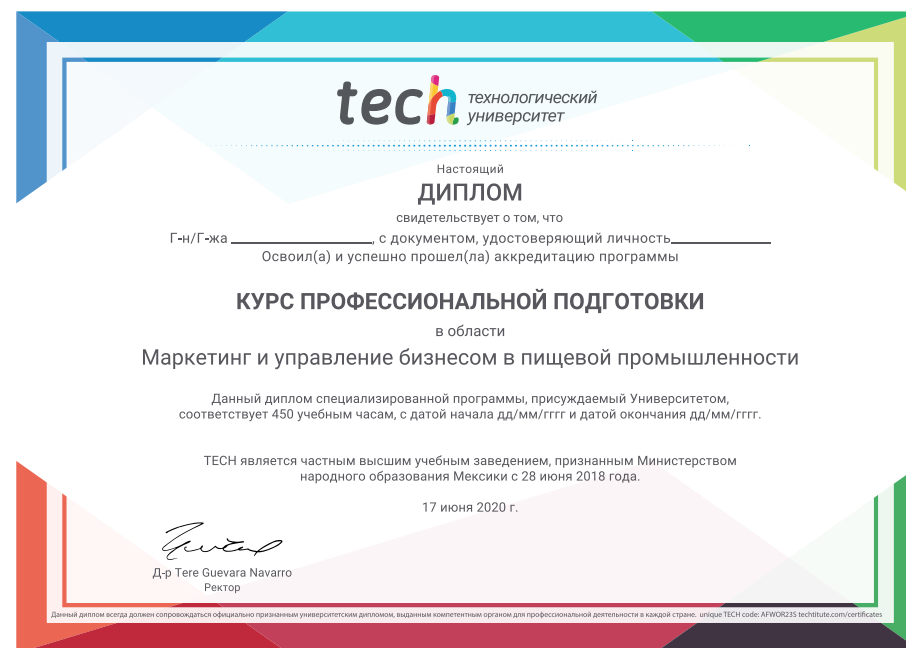 tech технологический
университет
Настоящий
ДИПЛОМ
свидетельствует о том, что
Г-н/Г-жа ____________________, с документом, удостоверяющий личность______________
Освоил(а) и успешно прошел(ла) аккредитацию программы
КУРС ПРОФЕССИОНАЛЬНОЙ ПОДГОТОВКИ
в области
Маркетинг и управление бизнесом в пищевой промышленности
Данный диплом специализированной программы, присуждаемый Университетом,
соответствует 450 учебным часам, с датой начала дд/мм/гггг и датой окончания дд/мм/гггг.
TECH является частным высшим учебным заведением, признанным Министерством
народного образования Мексики с 28 июня 2018 года.
17 июня 2020 г.
Д-р Tere Guevara Navarro
Ректор
Данный диплом всегда должен сопровождаться официально признанным университетским дипломом, выданным компетентным органом для профессиональной деятельности в каждой стране. unique TECH code: AFWOR23S techtitute.com/certificates